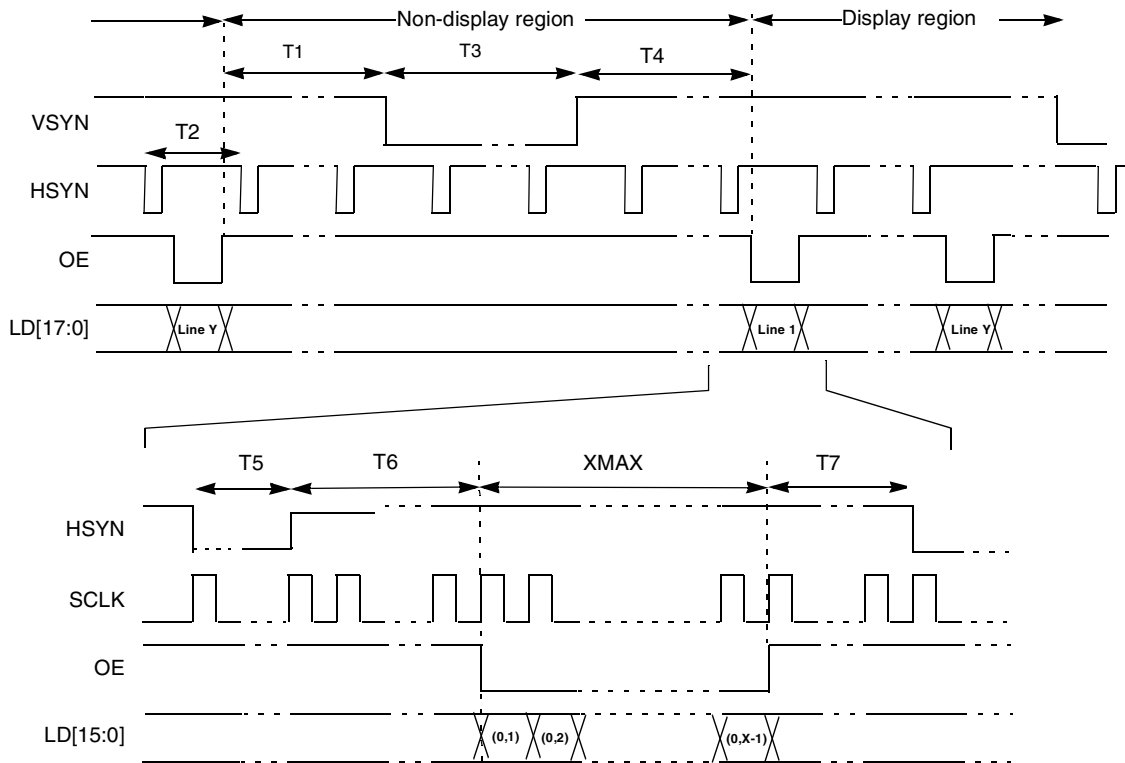 Non-display region
Display region
T1
T3
T4
VSYN
T2
HSYN
OE
LD[17:0]
Line Y
Line 1
Line Y
T5
T6
XMAX
T7
HSYN
SCLK
OE
LD[15:0]
(0,1)
(0,2)
(0,X-1)